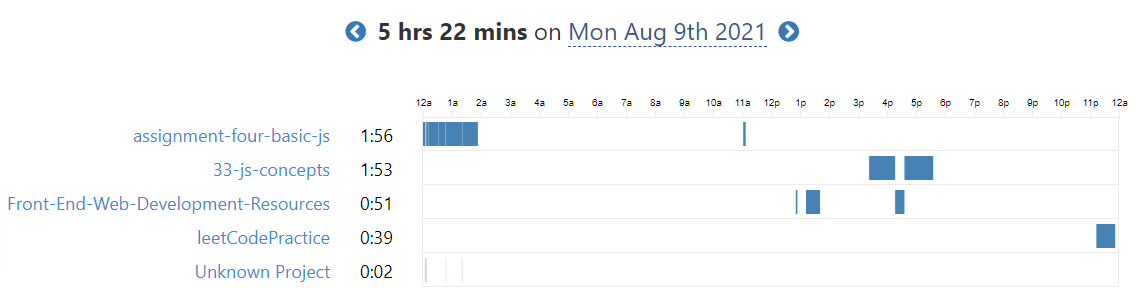 5 hrs 22 mins on Mon Aug 9th 2021
12a 1a 2a 3a 4a 5a 6a 7a 8a 9a 10a 11a 12p 1p 2p 3p 4p 5p 6p 7p 8p 9p 10p 11p 12a
assignment-four-basic-js 1:56
33-js-concepts 1:53
Front-End-Web-Development-Resources 0:51
leetCodePractice 0:39
Unknown Project 0:02